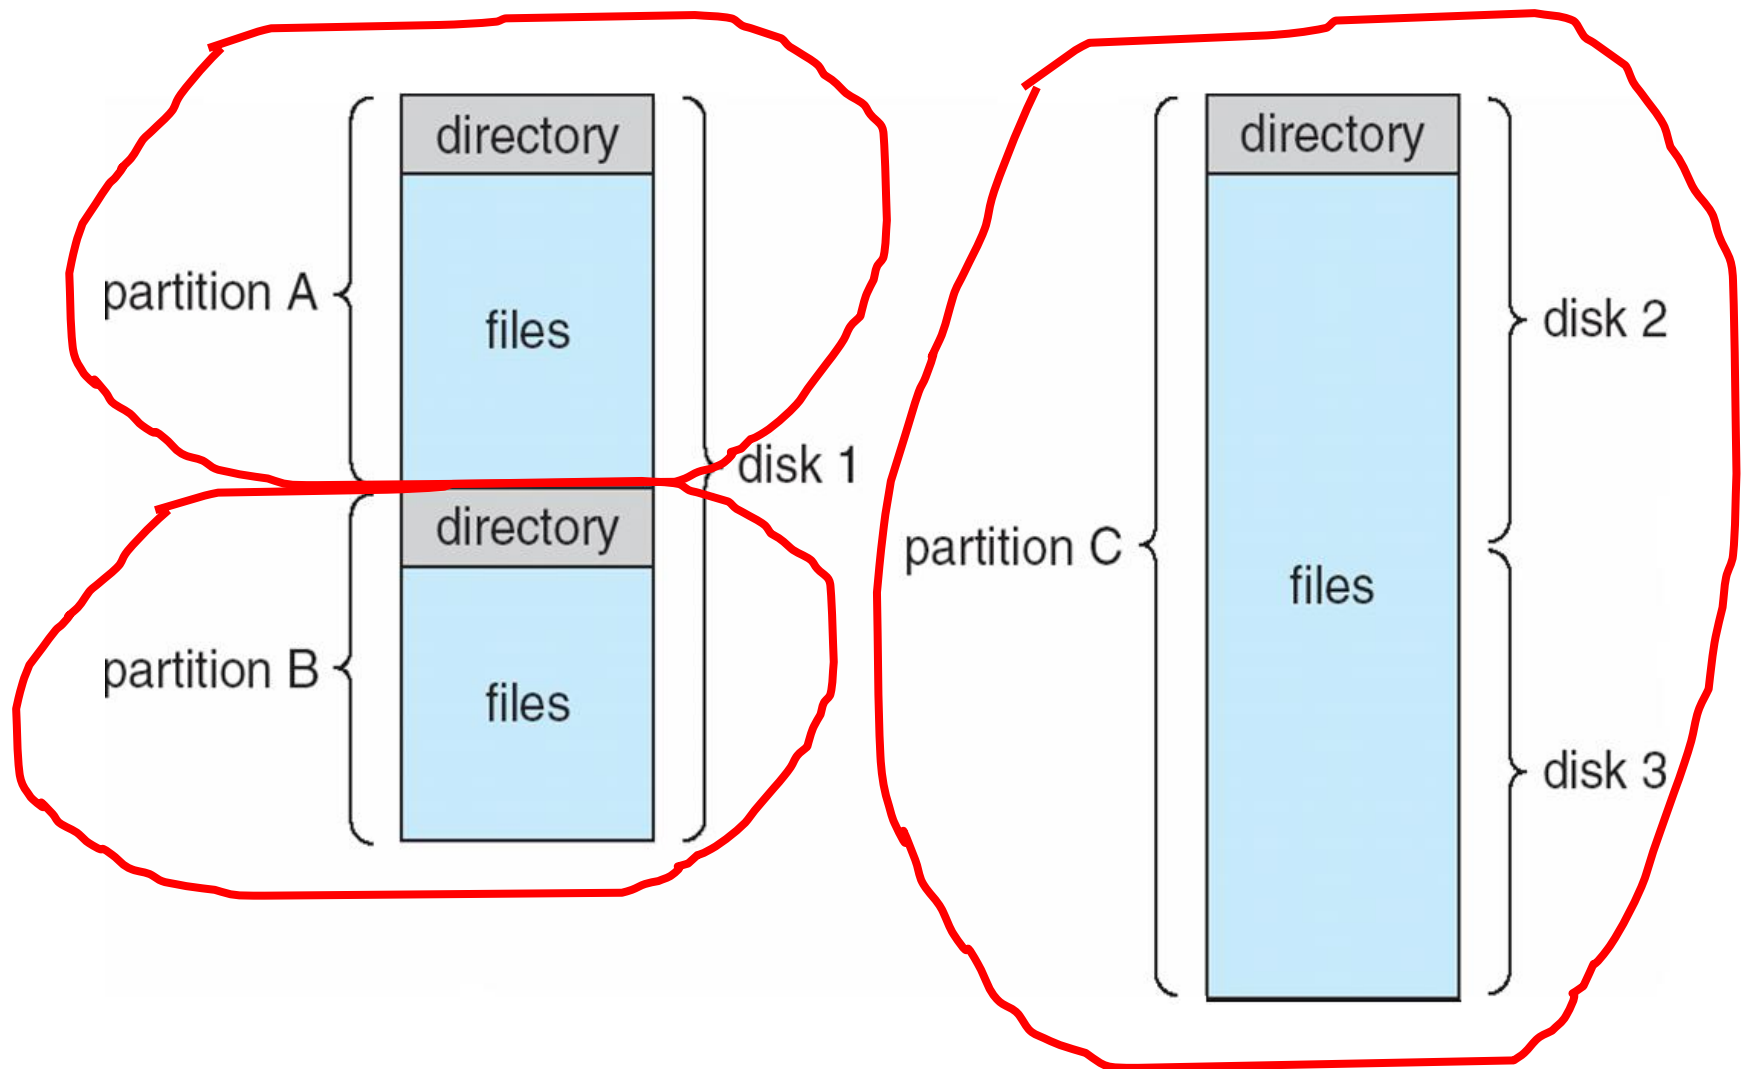 directory
partition A
files
disk 1
directory
partition B
files
directory
disk 2
partition C
files
disk 3